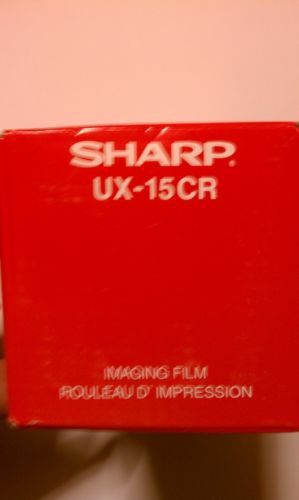 SHARP
UX-15CR
IMAGING FILM
ROULEAU D' IMPRESSION